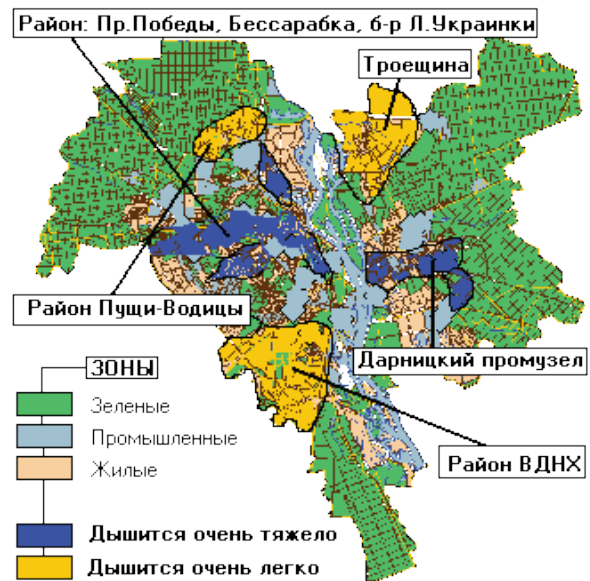 Район: Пр.Победы, Бессарабка, б-р Л.Украинки
Троещина
Район Пущи-Водицы
Дарницкий промузел
ЗОНЫ
Зеленые
Промышленные
Жилые
Район ВДНХ
Дышится очень тяжело
Дышится очень легко